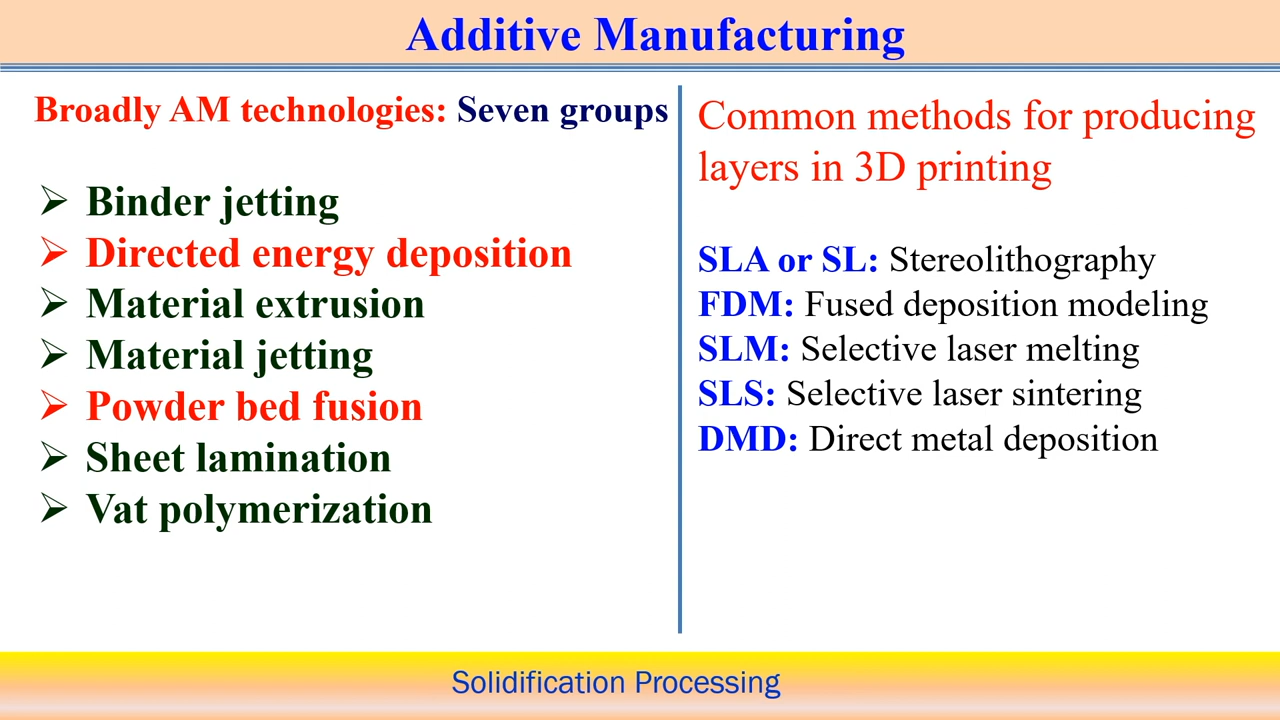 Additive Manufacturing
Broadly AM technologies: Seven groups
➢ Binder jetting
➢ Directed energy deposition
➢ Material extrusion
➢ Material jetting
➢ Powder bed fusion
➢ Sheet lamination
➢ Vat polymerization
Common methods for producing
layers in 3D printing
SLA or SL: Stereolithography
FDM: Fused deposition modeling
SLM: Selective laser melting
SLS: Selective laser sintering
DMD: Direct metal deposition
Solidification Processing